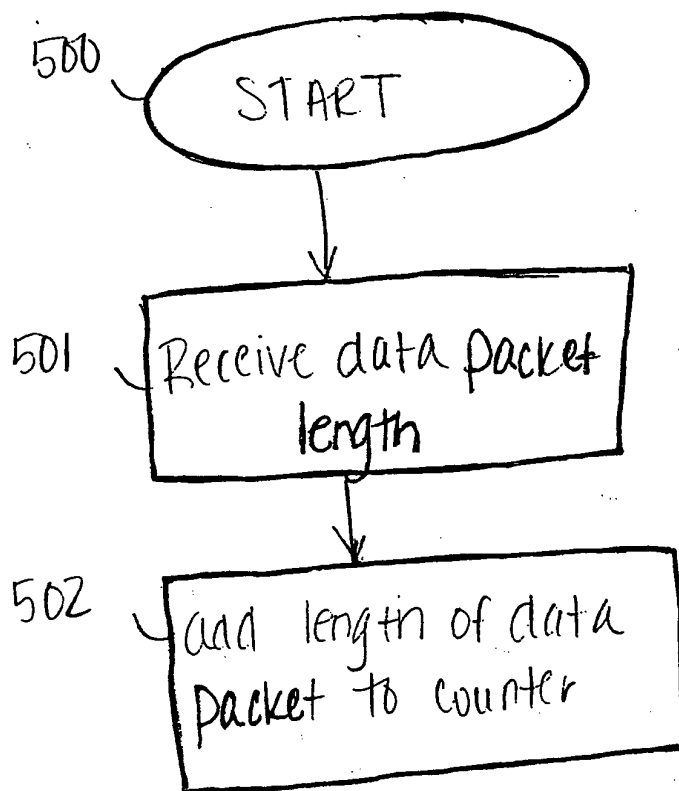 500
START
501
Receive data packet
length
502
add length of data
packet to counter